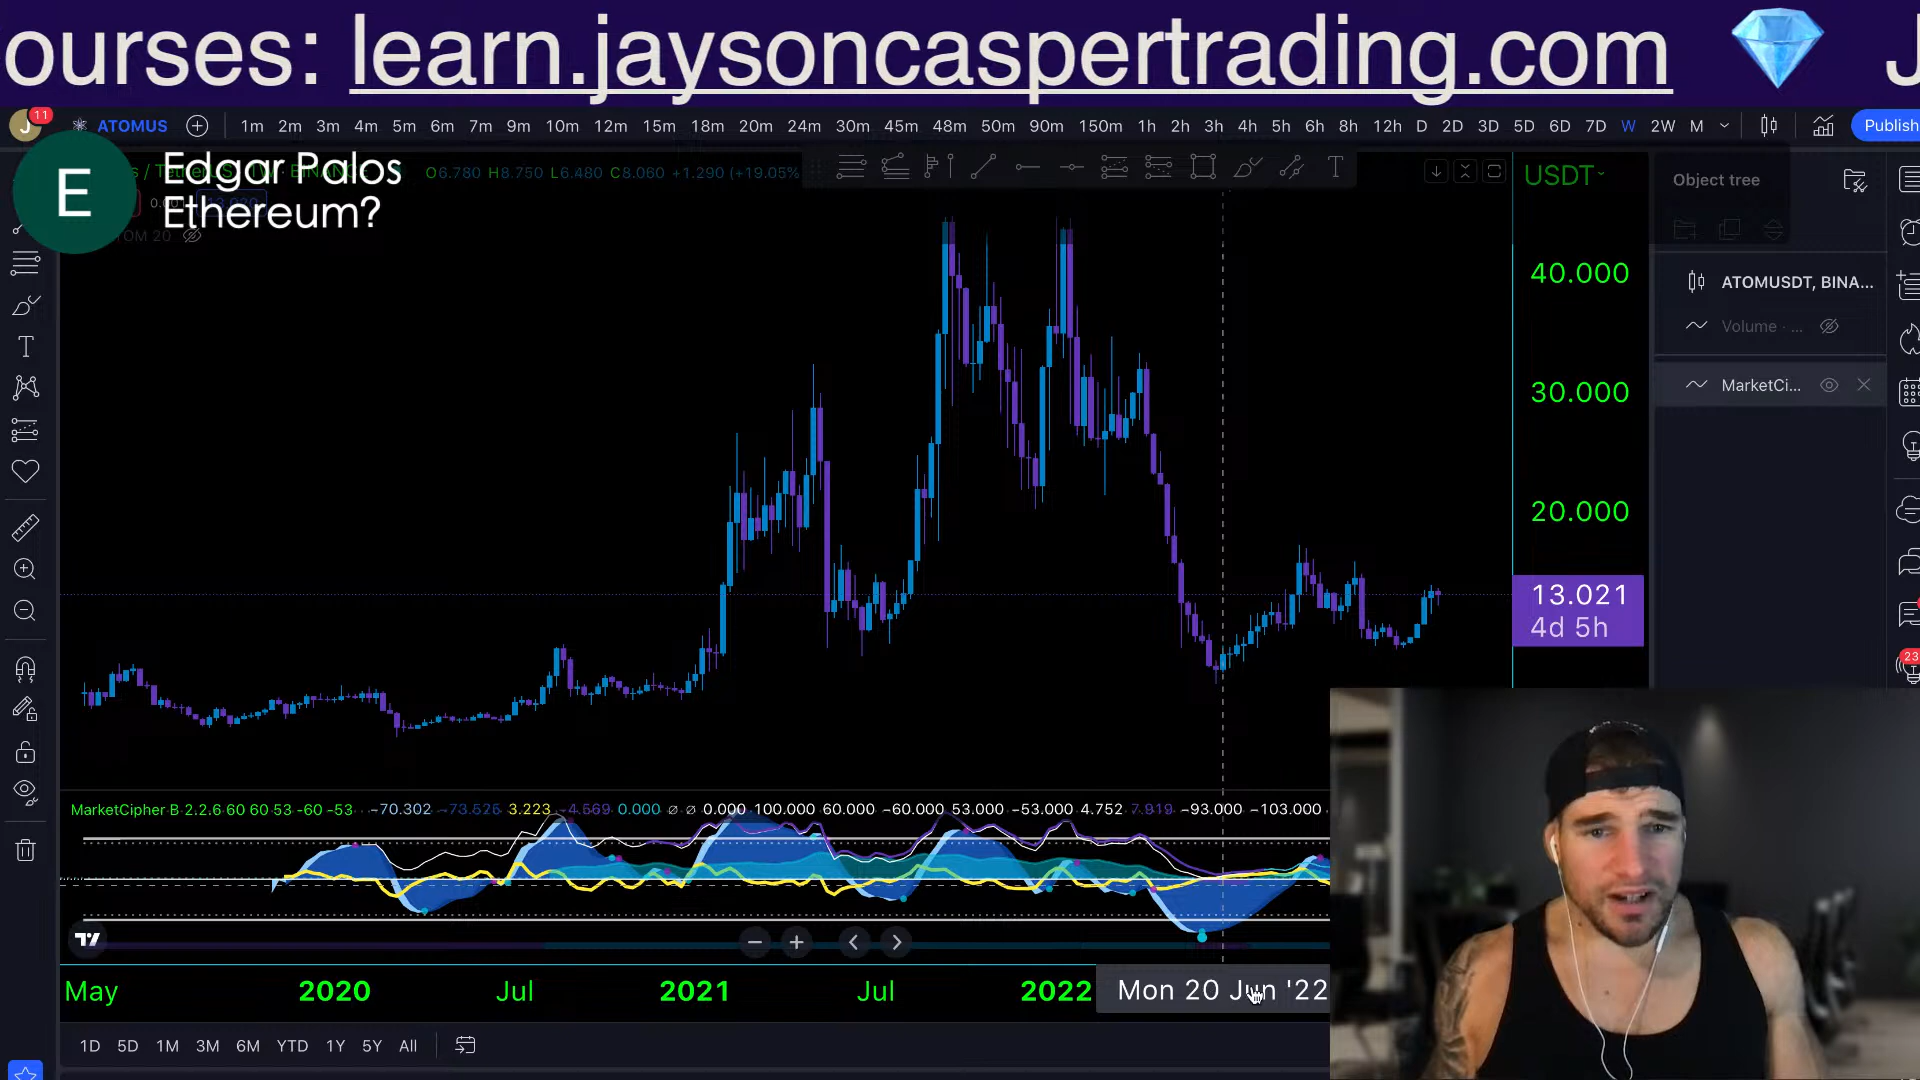 ourses: learn.jaysoncaspertrading.com J
J 11 ATOMUS 1m 2m 3m 4m 5m 6m 7m 9m 10m 12m 15m 18m 20m 24m 30m 45m 48m 50m 90m 150m 1h 2h 3h 4h 5h 6h 8h 12h D 2D 3D 5D 6D 7D W 2W M Publish
E Edgar Palos
Ethereum?
O6.780 H8.750 L6.480 C8.060 +1.290 (+19.05%
USDT
Object tree
OM 20
40.000
30.000
20.000
13.021
4d 5h
ATOMUSDT, BINA...
Volume · ...
MarketCi...
23
MarketCipher B 2.2.6 60 60 53 -60 -53 −70.302 −73.526 3.223 −4.569 0.000 ∅ ∅ 0.000 100.000 60.000 −60.000 53.000 −53.000 4.752 7.919 −93.000 −103.000
May 2020 Jul 2021 Jul 2022 Mon 20 Jun '22
1D 5D 1M 3M 6M YTD 1Y 5Y All